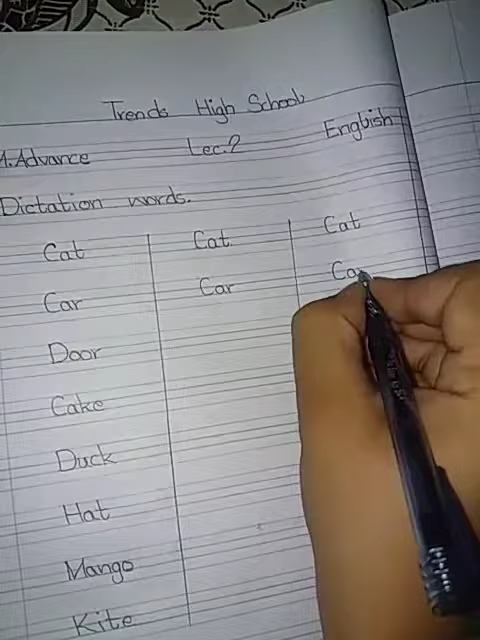 Trends High School
M.Advance Lec.2 English
Dictation words.
Cat Cat Cat
Car Car Ca
Door
Cake
Duck
Hat
Mango
Kite